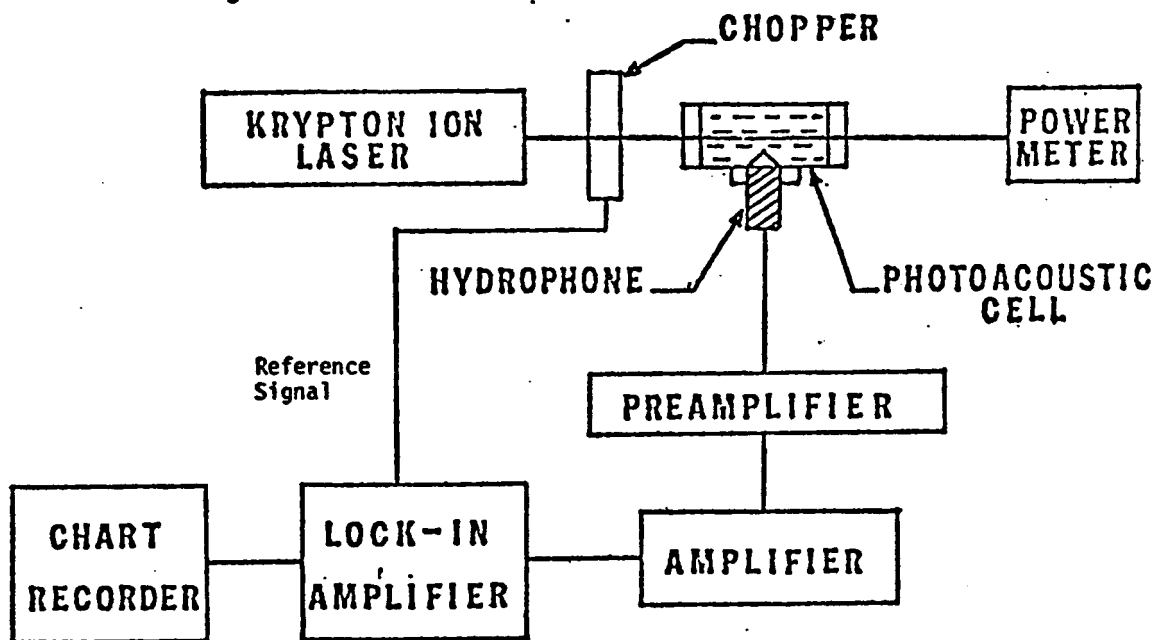 CHOPPER
KRYPTON ION
LASER
POWER
METER
HYDROPHONE
PHOTOACOUSTIC
CELL
Reference
Signal
PREAMPLIFIER
CHART
RECORDER
LOCK-IN
AMPLIFIER
AMPLIFIER